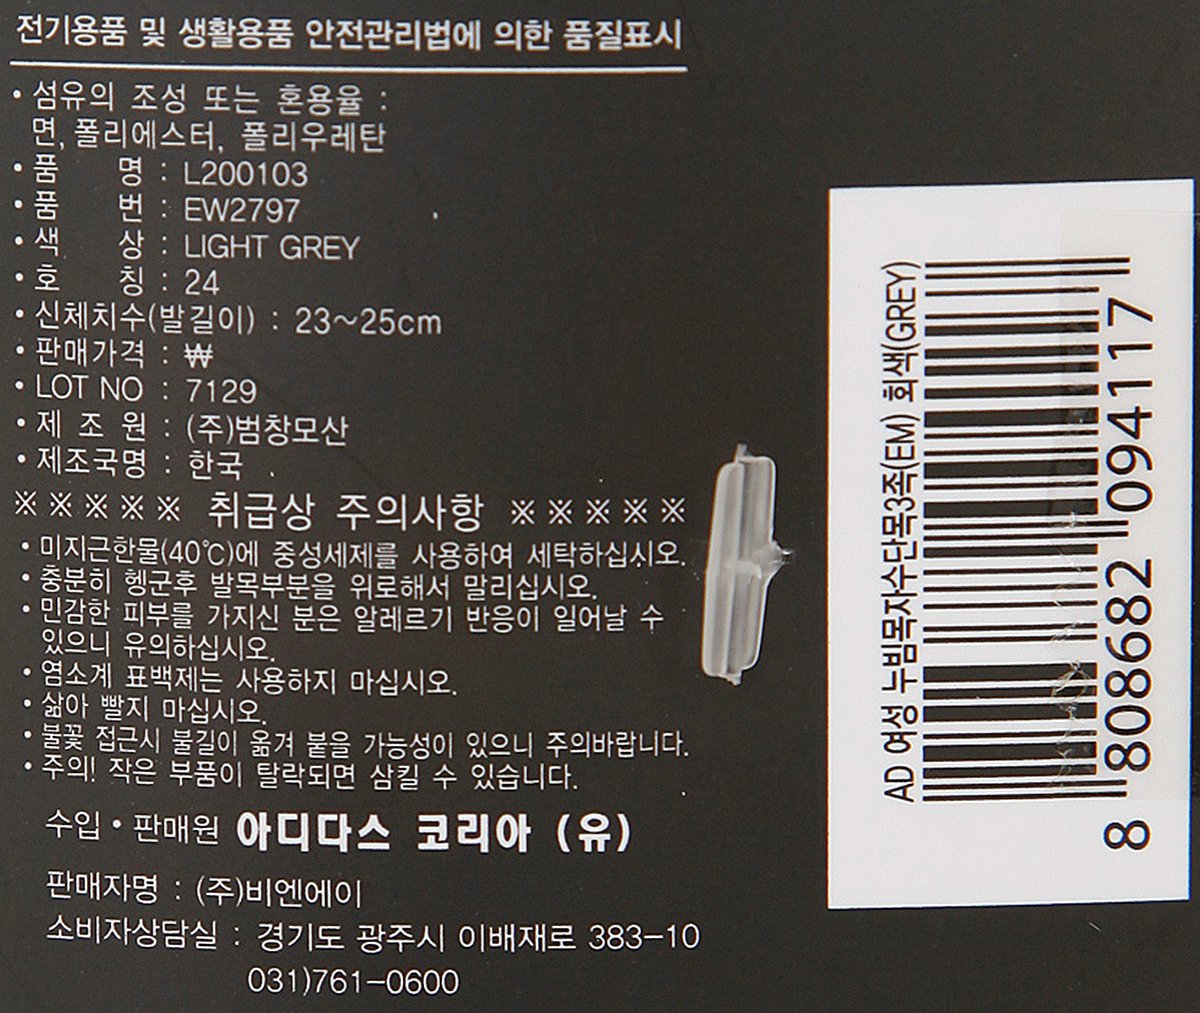 전기용품 및 생활용품 안전관리법에 의한 품질표시
• 섬유의 조성 또는 혼용율 :
면, 폴리에스터, 폴리우레탄
• 품 명 : L200103
• 품 번 : EW2797
• 색 상 : LIGHT GREY
• 호 칭 : 24
• 신체치수(발길이) : 23~25cm
• 판매가격 : ₩
• LOT NO : 7129
• 제 조 원 : (주)범창모산
• 제조국명 : 한국
※※※※※ 취급상 주의사항 ※※※※※
• 미지근한물(40℃)에 중성세제를 사용하여 세탁하십시오.
• 충분히 헹군후 발목부분을 위로해서 말리십시오.
• 민감한 피부를 가지신 분은 알레르기 반응이 일어날 수
있으니 유의하십시오.
• 염소계 표백제는 사용하지 마십시오.
• 삶아 빨지 마십시오.
• 불꽃 접근시 불길이 옮겨 붙을 가능성이 있으니 주의바랍니다.
• 주의! 작은 부품이 탈락되면 삼킬 수 있습니다.
수입 • 판매원 아디다스 코리아 (유)
판매자명 : (주)비엔에이
소비자상담실 : 경기도 광주시 이배재로 383-10
031)761-0600
AD 여성 누빔목자수단목3족(EM) 회색(GREY)
8 808682 094117